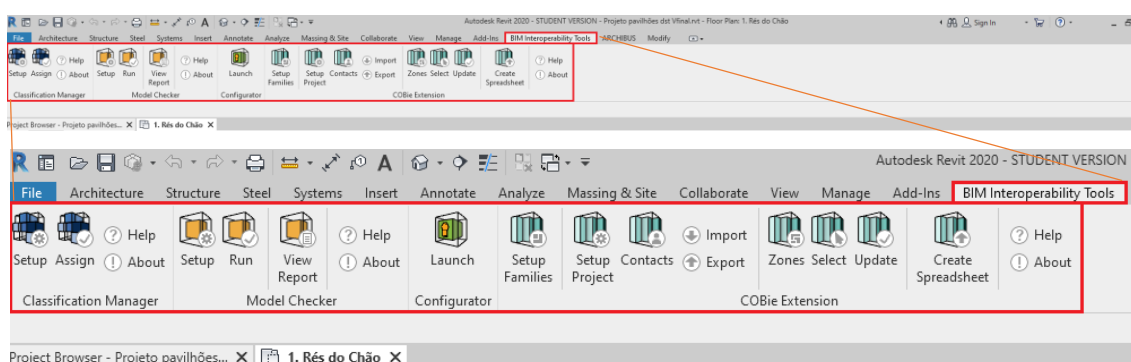 Autodesk Revit 2020 - STUDENT VERSION - Projeto pavilhões dst Vfinal.rvt - Floor Plan: 1. Rés do Chão
Sign In
File Architecture Structure Steel Systems Insert Annotate Analyze Massing & Site Collaborate View Manage Add-Ins BIM Interoperability Tools ARCHIBUS Modify
Help Help Import Help
Setup Assign About Setup Run View Report About Launch Setup Families Setup Project Contacts Export Zones Select Update Create Spreadsheet About
Classification Manager Model Checker Configurator COBie Extension
Project Browser - Projeto pavilhões... X 1. Rés do Chão X
Autodesk Revit 2020 - STUDENT VERSION
File Architecture Structure Steel Systems Insert Annotate Analyze Massing & Site Collaborate View Manage Add-Ins BIM Interoperability Tools
Help Help Import Help
Setup Assign About Setup Run View About Launch Setup Setup Contacts Export Zones Select Update Create About
Report Families Project Spreadsheet
Classification Manager Model Checker Configurator COBie Extension
Project Browser - Projeto pavilhões... X 1. Rés do Chão X